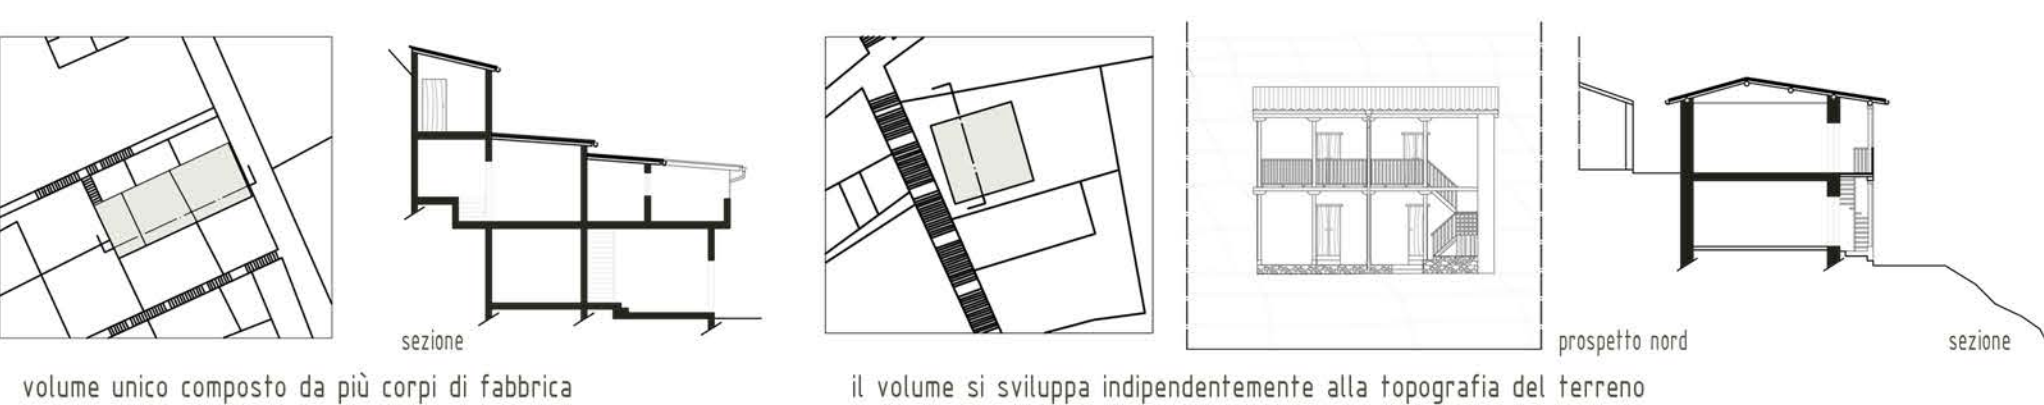 sezione
volume unico composto da più corpi di fabbrica
prospetto nord
sezione
il volume si sviluppa indipendentemente alla topografia del terreno